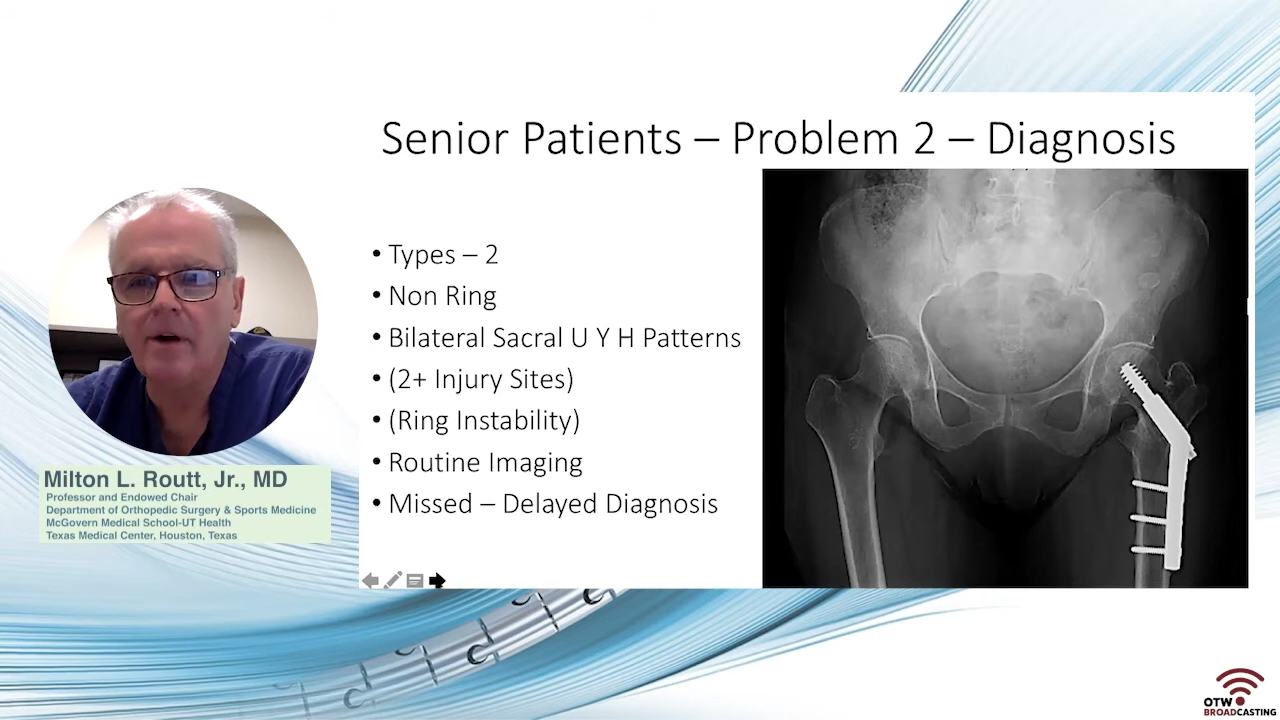 Senior Patients – Problem 2 – Diagnosis
• Types – 2
• Non Ring
• Bilateral Sacral U Y H Patterns
• (2+ Injury Sites)
• (Ring Instability)
• Routine Imaging
• Missed – Delayed Diagnosis
Milton L. Routt, Jr., MD
Professor and Endowed Chair
Department of Orthopedic Surgery & Sports Medicine
McGovern Medical School-UT Health
Texas Medical Center, Houston, Texas
OTW
BROADCASTING